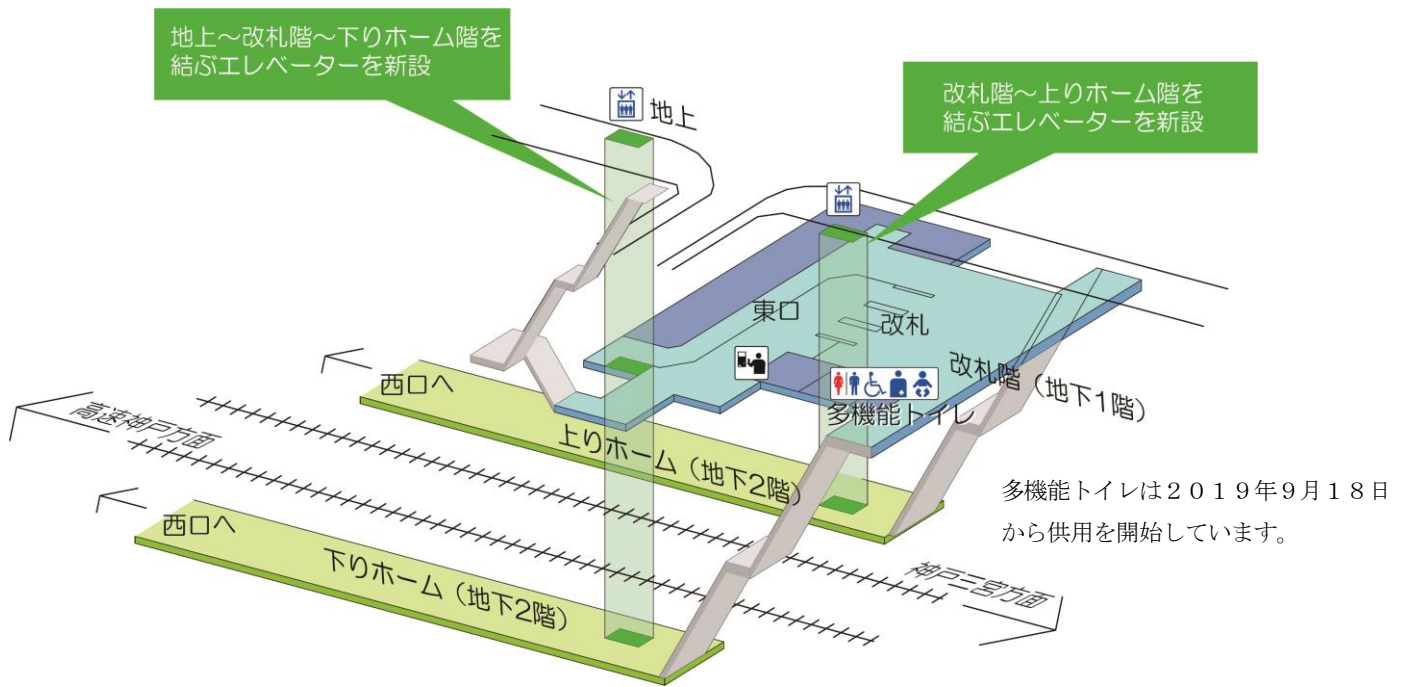 地上～改札階～下りホーム階を
結ぶエレベーターを新設
改札階～上りホーム階を
結ぶエレベーターを新設
地上
東口
改札
改札階（地下1階）
多機能トイレ
西口へ
高速神戸方面
上りホーム（地下2階）
多機能トイレは２０１９年９月１８日
から供用を開始しています。
西口へ
下りホーム（地下2階）
神戸三宮方面